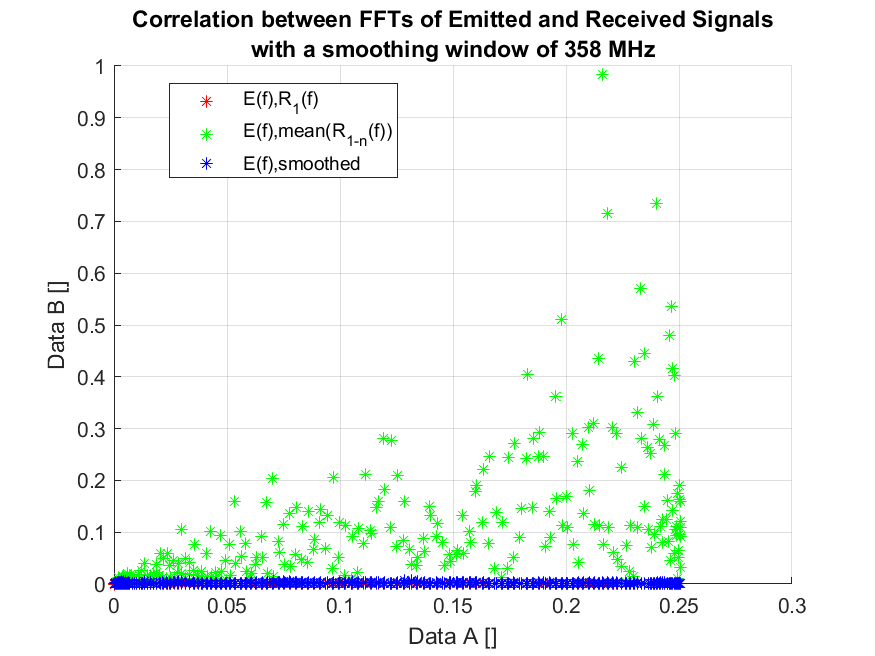 Correlation between FFTs of Emitted and Received Signals
with a smoothing window of 358 MHz
E(f),R1(f)
E(f),mean(R1-n(f))
E(f),smoothed
1
0.9
0.8
0.7
0.6
0.5
0.4
0.3
0.2
0.1
0
Data B []
0 0.05 0.1 0.15 0.2 0.25 0.3
Data A []